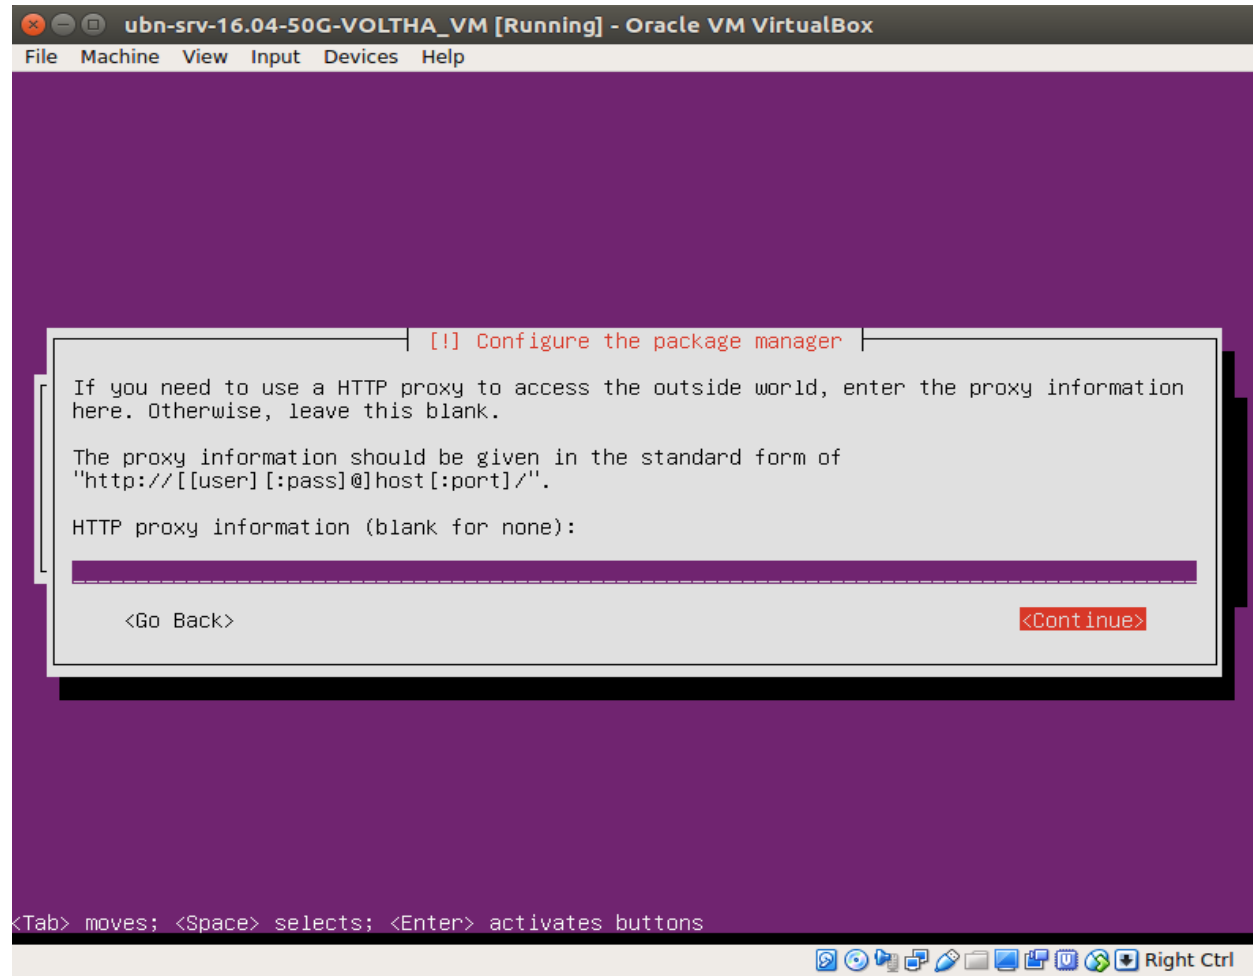 ubn-srv-16.04-50G-VOLTHA_VM [Running] - Oracle VM VirtualBox
File Machine View Input Devices Help
[!] Configure the package manager
If you need to use a HTTP proxy to access the outside world, enter the proxy information
here. Otherwise, leave this blank.
The proxy information should be given in the standard form of
"http://[[user][:pass]@]host[:port]/".
HTTP proxy information (blank for none):
<Go Back> <Continue>
<Tab> moves; <Space> selects; <Enter> activates buttons
Right Ctrl